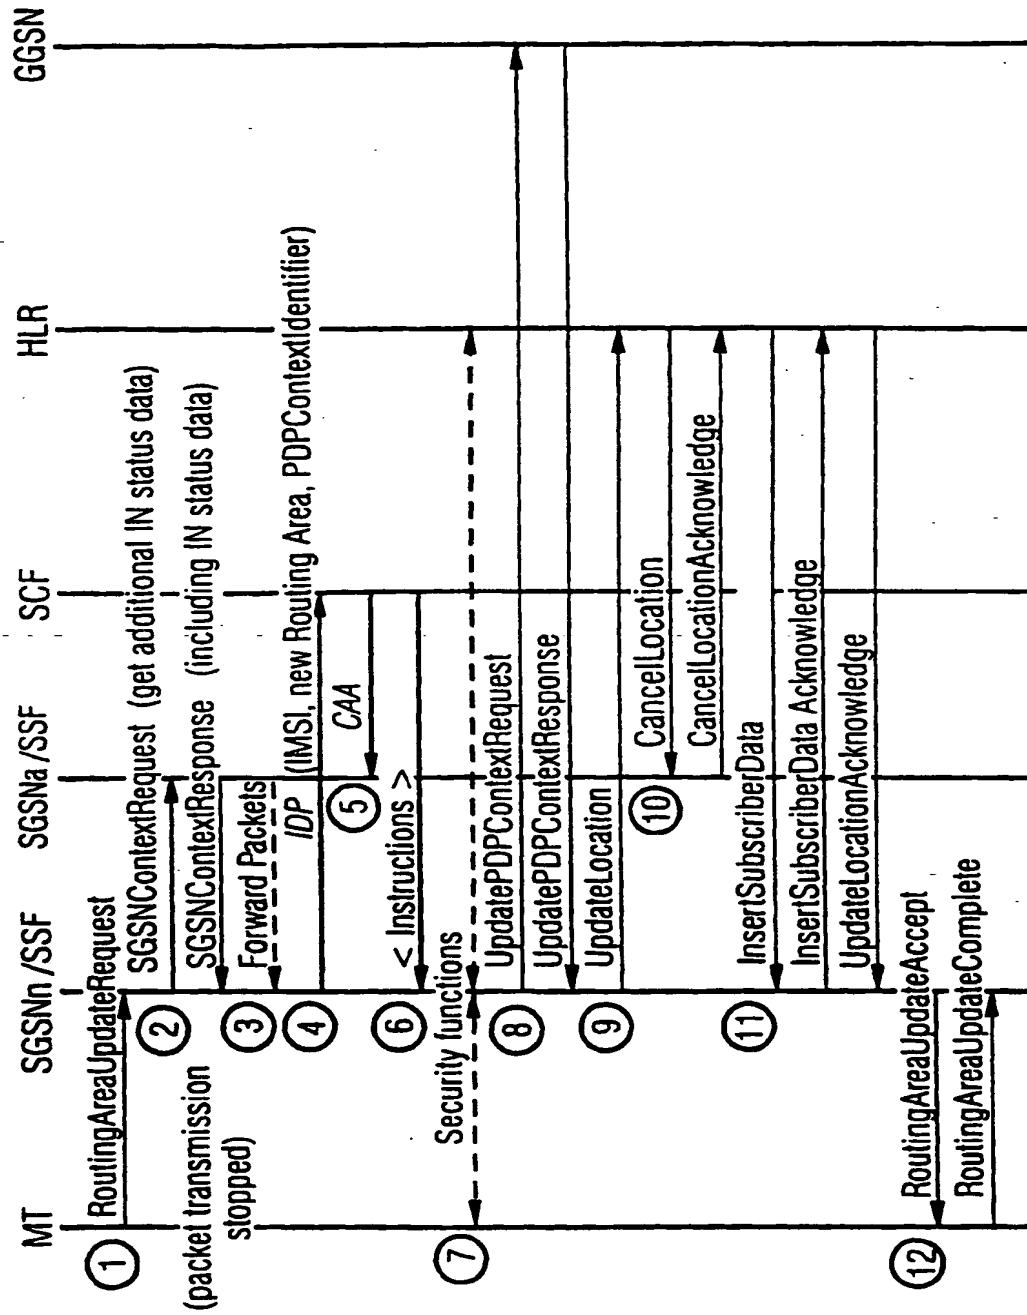 MT SGSNn /SSF SGSNa /SSF SCF HLR GGSN
1 RoutingAreaUpdateRequest
2 SGSNContextRequest (get additional IN status data)
(packet transmission
stopped)
SGSNContextResponse (including IN status data)
3 Forward Packets
4 IDP (IMSI, new Routing Area, PDPContextIdentifier)
5 CAA
6 < Instructions >
7 Security functions
8 UpdatePDPContextRequest
UpdatePDPContextResponse
9 UpdateLocation
10 CancelLocation
CancelLocationAcknowledge
11 InsertSubscriberData
InsertSubscriberData Acknowledge
UpdateLocationAcknowledge
12 RoutingAreaUpdateAccept
RoutingAreaUpdateComplete